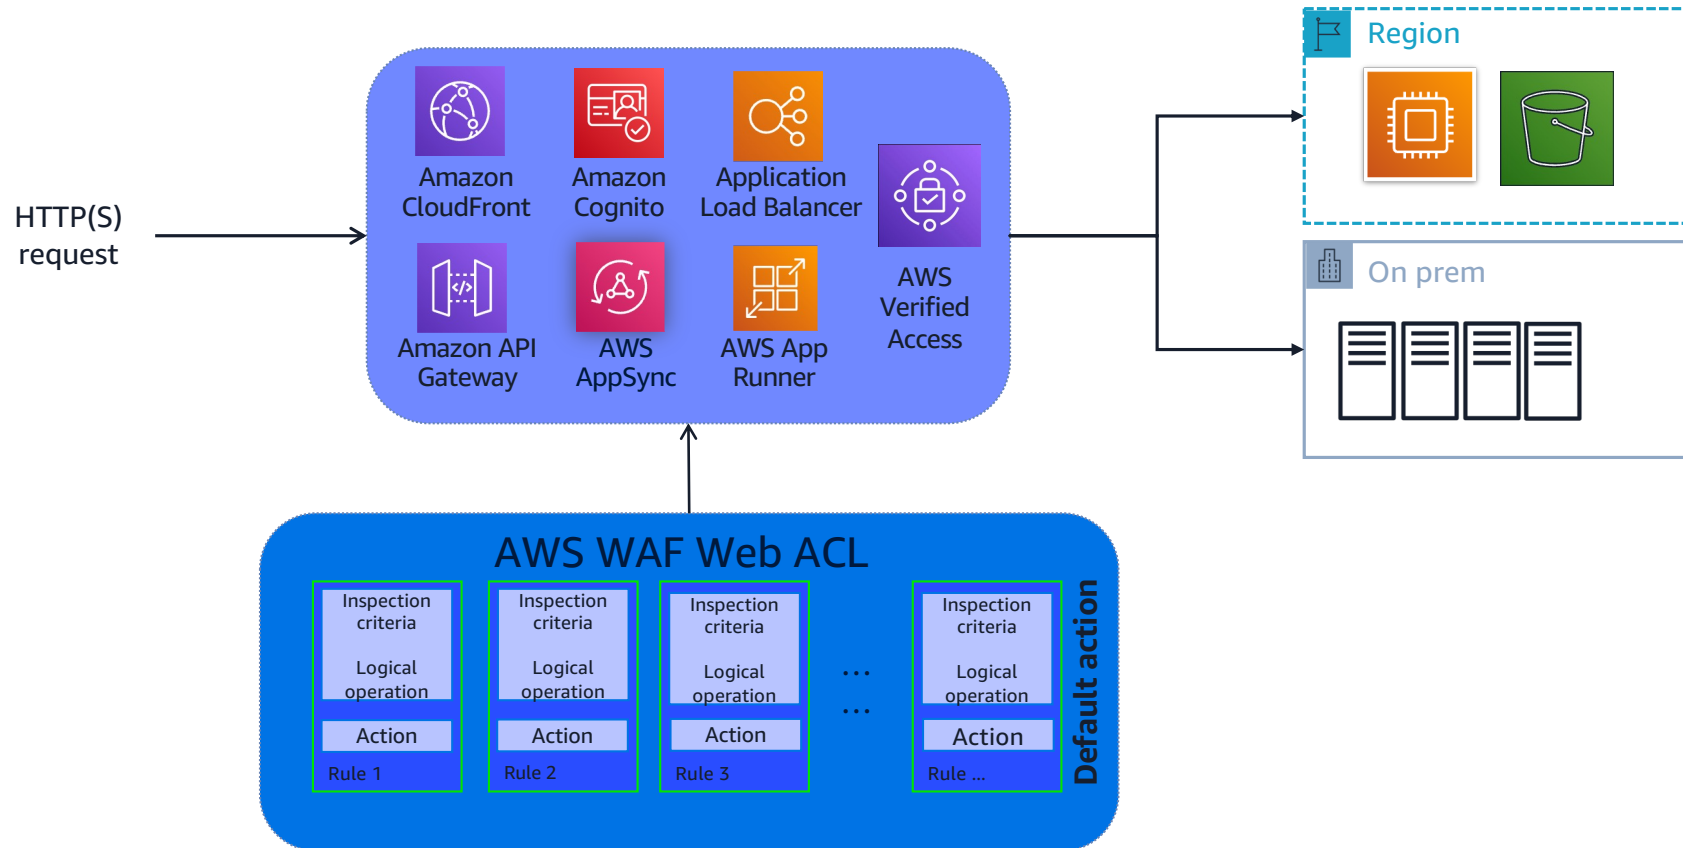 HTTP(S)
request
Amazon
CloudFront
Amazon
Cognito
Application
Load Balancer
Amazon API
Gateway
AWS
AppSync
AWS App
Runner
AWS
Verified
Access
Region
On prem
AWS WAF Web ACL
Inspection
criteria
Logical
operation
Action
Rule 1
Inspection
criteria
Logical
operation
Action
Rule 2
Inspection
criteria
Logical
operation
Action
Rule 3
...
...
Inspection
criteria
Logical
operation
Action
Rule ...
Default action